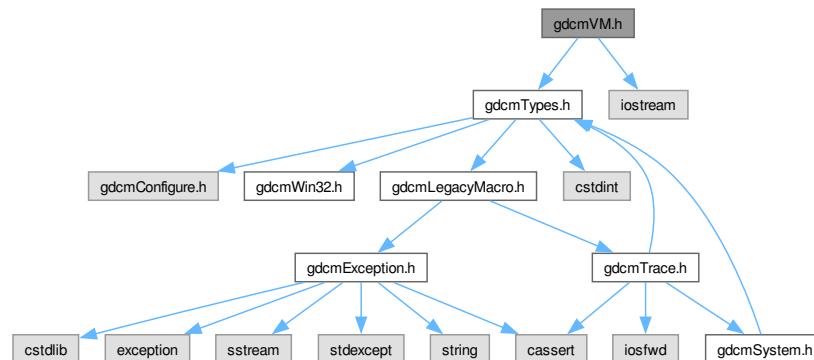 gdcmVM.h
gdcmTypes.h
iostream
gdcmConfigure.h
gdcmWin32.h
gdcmLegacyMacro.h
cstdint
gdcmException.h
gdcmTrace.h
cstdlib
exception
sstream
stdexcept
string
cassert
iosfwd
gdcmSystem.h